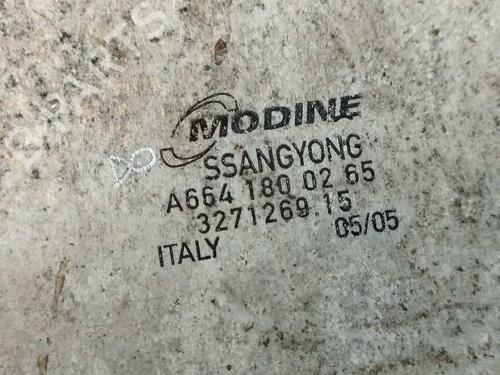 MODINE
SSANGYONG
A664 180 02 65
3271269.15
05/05
ITALY